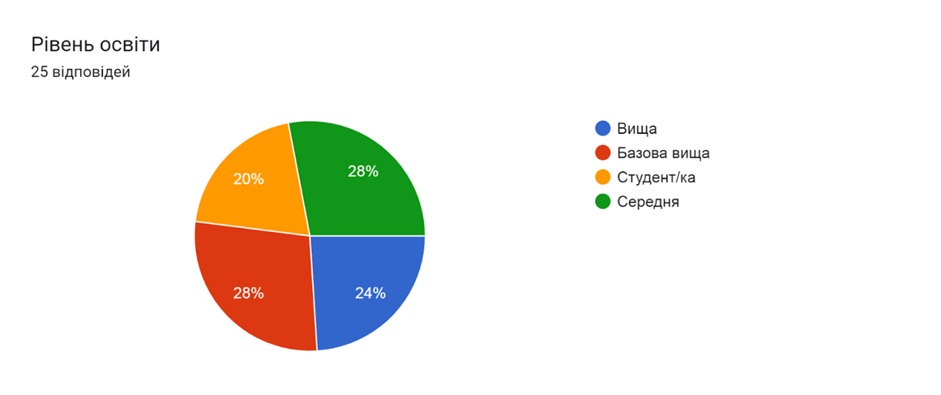 Рівень освіти
25 відповідей
Вища
Базова вища
Студент/ка
Середня
20%
28%
28%
24%